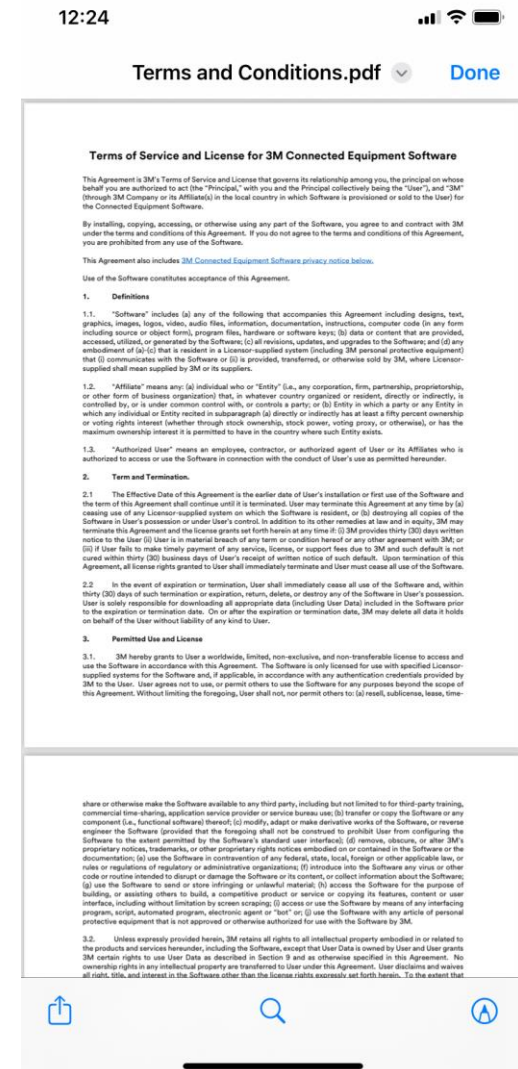 12:24
Terms and Conditions.pdf
Done
Terms of Service and License for 3M Connected Equipment Software
This Agreement is 3M's Terms of Service and License that governs its relationship among you, the principal on whose
behalf you are authorized to act (the "Principal," with you and the Principal collectively being the "User"), and "3M"
(through 3M Company or its Affiliate(s) in the local country in which Software is provisioned or sold to the User) for
the Connected Equipment Software.
By installing, copying, accessing, or otherwise using any part of the Software, you agree to and contract with 3M
under the terms and conditions of this Agreement. If you do not agree to the terms and conditions of this Agreement,
you are prohibited from any use of the Software.
This Agreement also includes 3M Connected Equipment Software privacy notice below.
Use of the Software constitutes acceptance of this Agreement.
1. Definitions
1.1. "Software" includes (a) any of the following that accompanies this Agreement including designs, text,
graphics, images, logos, video, audio files, information, documentation, instructions, computer code (in any form
including source or object form), program files, hardware or software keys; (b) data or content that are provided,
accessed, utilized, or generated by the Software; (c) all revisions, updates, and upgrades to the Software; and (d) any
embodiment of (a)-(c) that is resident in a Licensor-supplied system (including 3M personal protective equipment)
that (i) communicates with the Software or (ii) is provided, transferred, or otherwise sold by 3M, where Licensor-
supplied shall mean supplied by 3M or its suppliers.
1.2. "Affiliate" means any: (a) individual who or "Entity" (i.e., any corporation, firm, partnership, proprietorship,
or other form of business organization) that, in whatever country organized or resident, directly or indirectly, is
controlled by, or is under common control with, or controls a party; or (b) Entity in which a party or any Entity in
which any individual or Entity recited in subparagraph (a) directly or indirectly has at least a fifty percent ownership
or voting rights interest (whether through stock ownership, stock power, voting proxy, or otherwise), or has the
maximum ownership interest it is permitted to have in the country where such Entity exists.
1.3. "Authorized User" means an employee, contractor, or authorized agent of User or its Affiliates who is
authorized to access or use the Software in connection with the conduct of User's use as permitted hereunder.
2. Term and Termination.
2.1 The Effective Date of this Agreement is the earlier date of User's installation or first use of the Software and
the term of this Agreement shall continue until it is terminated. User may terminate this Agreement at any time by (a)
ceasing use of any Licensor-supplied system on which the Software is resident, or (b) destroying all copies of the
Software in User's possession or under User's control. In addition to its other remedies at law and in equity, 3M may
terminate this Agreement and the license grants set forth herein at any time if: (i) 3M provides thirty (30) days written
notice to the User (ii) User is in material breach of any term or condition hereof or any other agreement with 3M; or
(iii) if User fails to make timely payment of any service, license, or support fees due to 3M and such default is not
cured within thirty (30) business days of User's receipt of written notice of such default. Upon termination of this
Agreement, all license rights granted to User shall immediately terminate and User must cease all use of the Software.
2.2 In the event of expiration or termination, User shall immediately cease all use of the Software and, within
thirty (30) days of such termination or expiration, return, delete, or destroy any of the Software in User's possession.
User is solely responsible for downloading all appropriate data (including User Data) included in the Software prior
to the expiration or termination date. On or after the expiration or termination date, 3M may delete all data it holds
on behalf of the User without liability of any kind to User.
3. Permitted Use and License
3.1. 3M hereby grants to User a worldwide, limited, non-exclusive, and non-transferable license to access and
use the Software in accordance with this Agreement. The Software is only licensed for use with specified Licensor-
supplied systems for the Software and, if applicable, in accordance with any authentication credentials provided by
3M to the User. User agrees not to use, or permit others to use the Software for any purposes beyond the scope of
this Agreement. Without limiting the foregoing, User shall not, nor permit others to: (a) resell, sublicense, lease, time-
share or otherwise make the Software available to any third party, including but not limited to for third-party training,
commercial time-sharing, application service provider or service bureau use; (b) transfer or copy the Software or any
component (i.e., functional software) thereof; (c) modify, adapt or make derivative works of the Software, or reverse
engineer the Software (provided that the foregoing shall not be construed to prohibit User from configuring the
Software to the extent permitted by the Software's standard user interface); (d) remove, obscure, or alter 3M's
proprietary notices, trademarks, or other proprietary rights notices embodied on or contained in the Software or the
documentation; (e) use the Software in contravention of any federal, state, local, foreign or other applicable law, or
rules or regulations of regulatory or administrative organizations; (f) introduce into the Software any virus or other
code or routine intended to disrupt or damage the Software or its content, or collect information about the Software;
(g) use the Software to send or store infringing or unlawful material; (h) access the Software for the purpose of
building, or assisting others to build, a competitive product or service or copying its features, content or user
interface, including without limitation by screen scraping; (i) access or use the Software by means of any interfacing
program, script, automated program, electronic agent or "bot" or; (j) use the Software with any article of personal
protective equipment that is not approved or otherwise authorized for use with the Software by 3M.
3.2. Unless expressly provided herein, 3M retains all rights to all intellectual property embodied in or related to
the products and services hereunder, including the Software, except that User Data is owned by User and User grants
3M certain rights to use User Data as described in Section 9 and as otherwise specified in this Agreement. No
ownership rights in any intellectual property are transferred to User under this Agreement. User disclaims and waives
all right, title, and interest in the Software other than the license rights expressly set forth herein. To the extent that